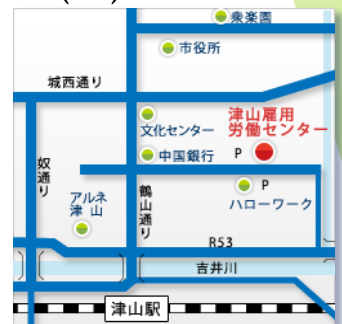 衆楽園
市役所
城西通り
津山雇用
労働センター
文化センター
中国銀行
P
奴通り
アルネ
津山
鶴山通り
P
ハローワーク
R53
吉井川
津山駅